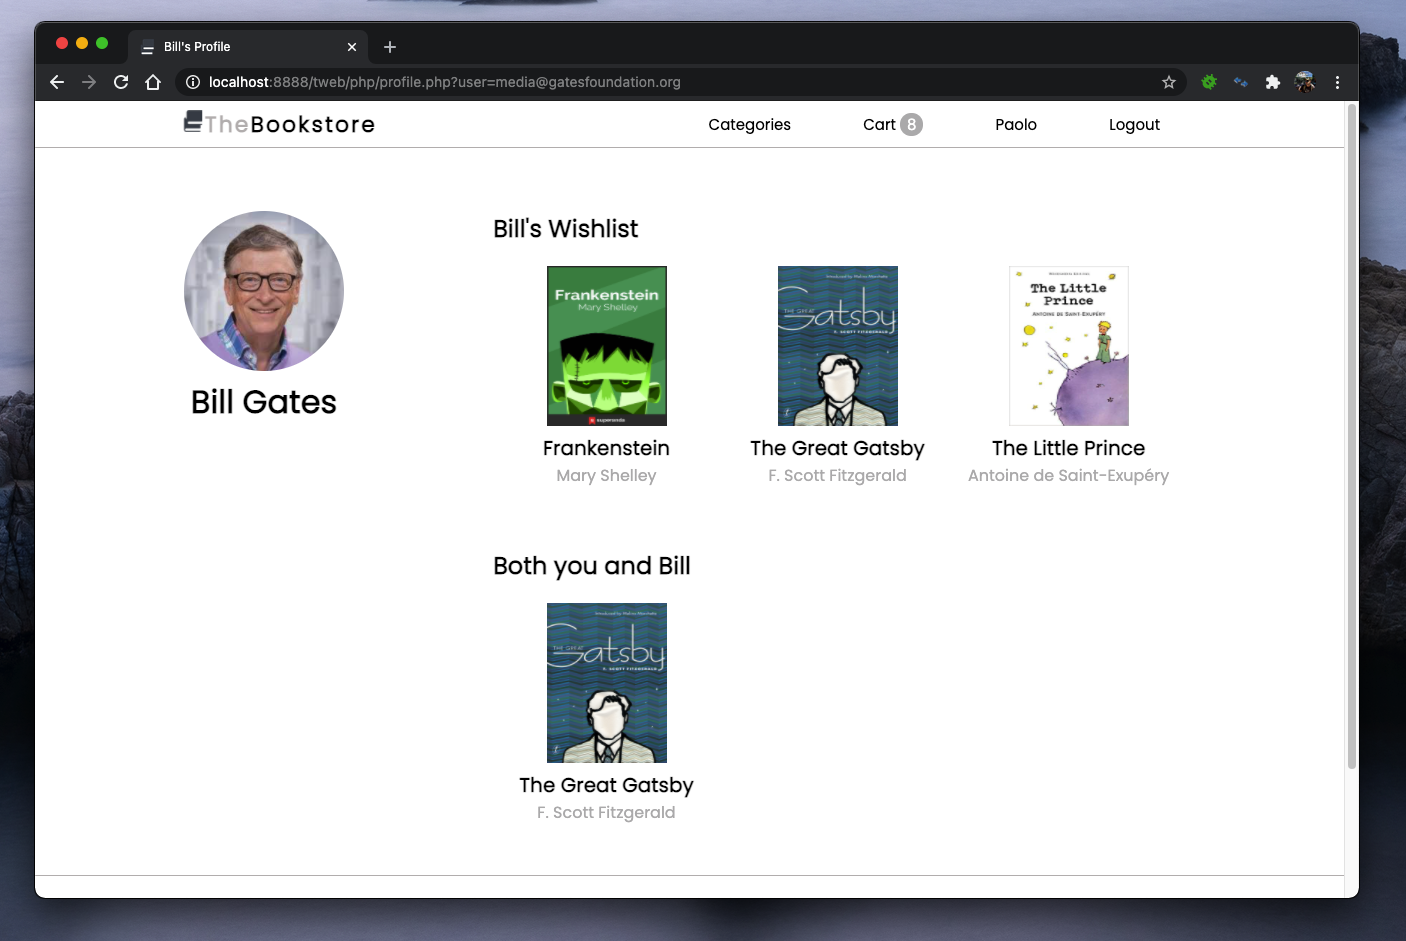 Bill's Profile
localhost:8888/tweb/php/profile.php?user=media@gatesfoundation.org
TheBookstore
Categories
Cart 8
Paolo
Logout
Bill Gates
Bill's Wishlist
Frankenstein
Mary Shelley
THE GREAT
Gatsby
F. SCOTT FITZGERALD
The Little
Prince
ANTOINE DE SAINT-EXUPÉRY
Frankenstein
Mary Shelley
The Great Gatsby
F. Scott Fitzgerald
The Little Prince
Antoine de Saint-Exupéry
Both you and Bill
THE GREAT
Gatsby
F. SCOTT FITZGERALD
The Great Gatsby
F. Scott Fitzgerald